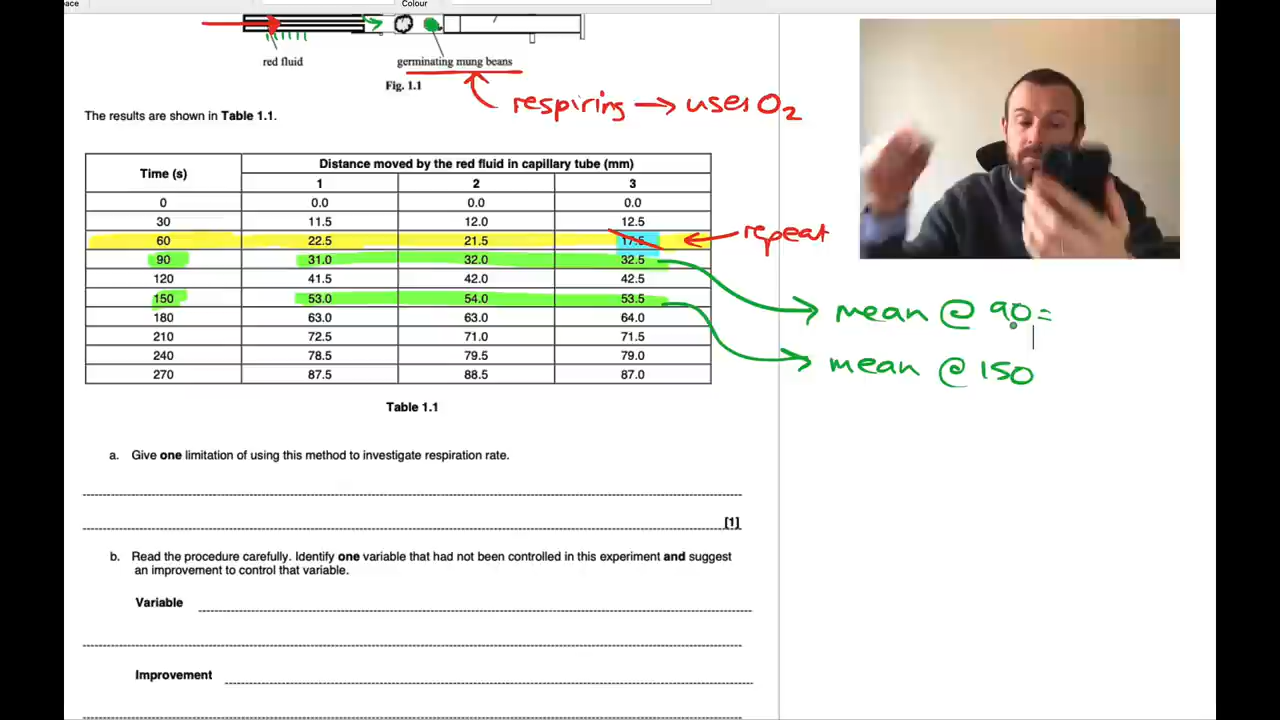 pace
Colour
red fluid
germinating mung beans
Fig. 1.1
respiring → uses O₂
The results are shown in Table 1.1.
Time (s) Distance moved by the red fluid in capillary tube (mm)
1 2 3
0 0.0 0.0 0.0
30 11.5 12.0 12.5
60 22.5 21.5 17.5 ← repeat
90 31.0 32.0 32.5
120 41.5 42.0 42.5
150 53.0 54.0 53.5
180 63.0 63.0 64.0
210 72.5 71.0 71.5
240 78.5 79.5 79.0
270 87.5 88.5 87.0
mean @ 90 =
mean @ 150
Table 1.1
a. Give one limitation of using this method to investigate respiration rate.
[1]
b. Read the procedure carefully. Identify one variable that had not been controlled in this experiment and suggest
an improvement to control that variable.
Variable
Improvement